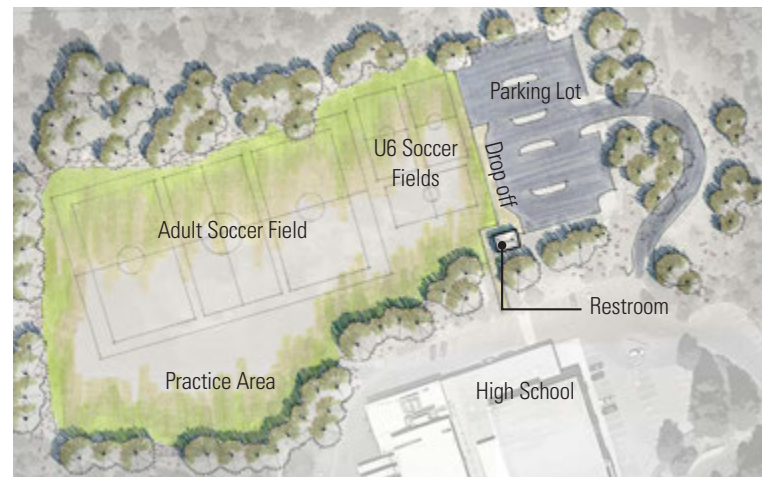 Parking Lot
U6 Soccer
Fields
Drop off
Adult Soccer Field
Restroom
Practice Area
High School